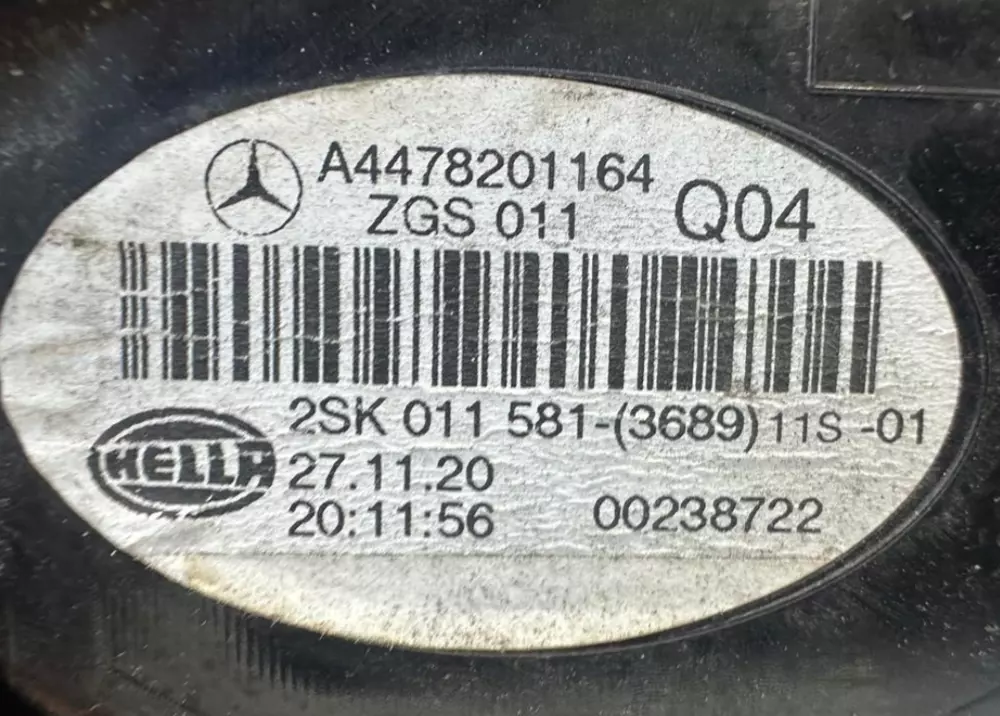 A4478201164
ZGS 011 Q04
2SK 011 581-(3689)11S -01
HELLA
27.11.20
20:11:56 00238722